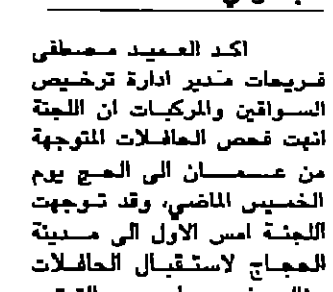 اكد العميد مصطفى
قريحات مدير ادارة ترخيص
السواقين والمركبات ان اللجنة
انهت فحص الحافلات المتوجهة
من عمان الى الحج يوم
الخميس الماضي، وقد توجهت
اللجنة امس الاول الى مدينة
الحجاج لاستقبال الحافلات